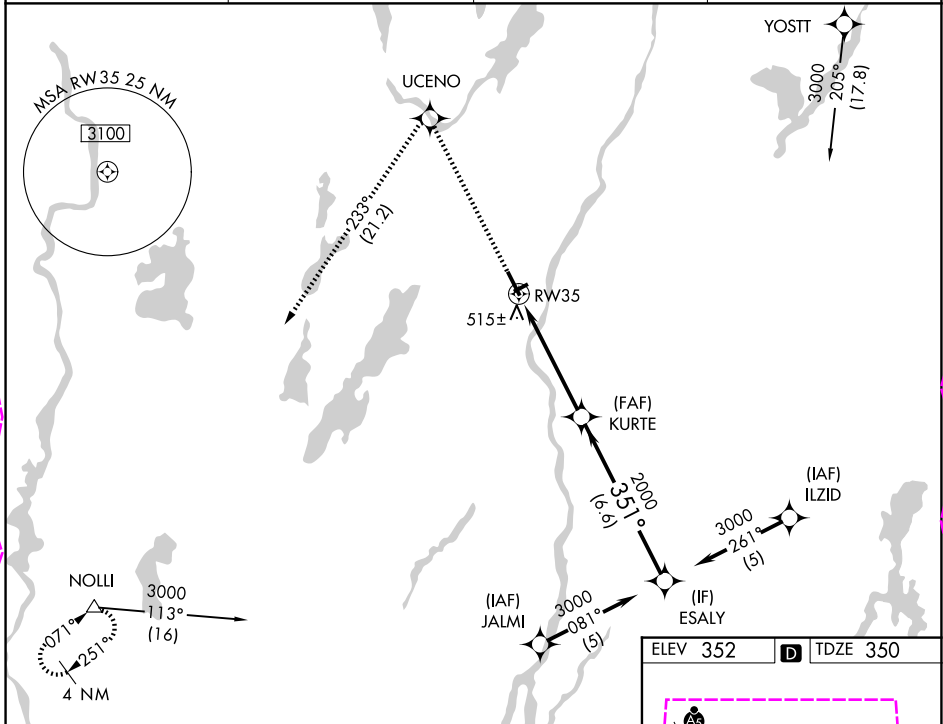 YOSTT
3000
205°
(17.8)
MSA RW35 25 NM
3100
UCENO
233°
(21.2)
RW35
515±
(FAF)
KURTE
2000
351°
(6.6)
(IAF)
ILZID
3000
261°
(5)
NOLLI
3000
113°
(16)
071°
251°
4 NM
(IAF)
JALMI
3000
081°
(5)
(IF)
ESALY
ELEV 352 D TDZE 350
A5